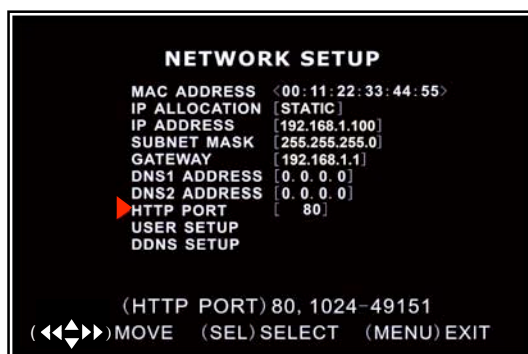 NETWORK SETUP
MAC ADDRESS <00:11:22:33:44:55>
IP ALLOCATION [STATIC]
IP ADDRESS [192.168.1.100]
SUBNET MASK [255.255.255.0]
GATEWAY [192.168.1.1]
DNS1 ADDRESS [0. 0. 0. 0]
DNS2 ADDRESS [0. 0. 0. 0]
HTTP PORT [ 80]
USER SETUP
DDNS SETUP
(HTTP PORT) 80, 1024-49151
( )MOVE (SEL) SELECT (MENU) EXIT